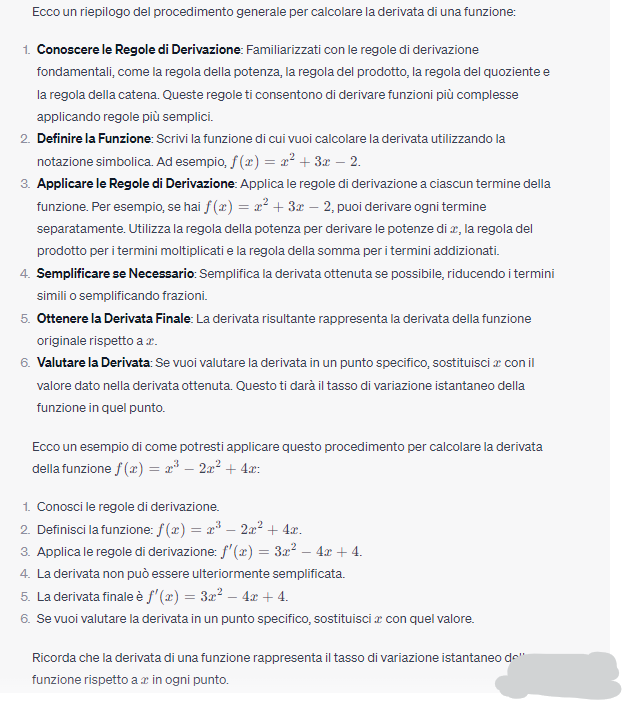 Ecco un riepilogo del procedimento generale per calcolare la derivata di una funzione:
1. Conoscere le Regole di Derivazione: Familiarizzati con le regole di derivazione
fondamentali, come la regola della potenza, la regola del prodotto, la regola del quoziente e
la regola della catena. Queste regole ti consentono di derivare funzioni più complesse
applicando regole più semplici.
2. Definire la Funzione: Scrivi la funzione di cui vuoi calcolare la derivata utilizzando la
notazione simbolica. Ad esempio, f(x) = x² + 3x − 2.
3. Applicare le Regole di Derivazione: Applica le regole di derivazione a ciascun termine della
funzione. Per esempio, se hai f(x) = x² + 3x − 2, puoi derivare ogni termine
separatamente. Utilizza la regola della potenza per derivare le potenze di x, la regola del
prodotto per i termini moltiplicati e la regola della somma per i termini addizionati.
4. Semplificare se Necessario: Semplifica la derivata ottenuta se possibile, riducendo i termini
simili o semplificando frazioni.
5. Ottenere la Derivata Finale: La derivata risultante rappresenta la derivata della funzione
originale rispetto a x.
6. Valutare la Derivata: Se vuoi valutare la derivata in un punto specifico, sostituisci x con il
valore dato nella derivata ottenuta. Questo ti darà il tasso di variazione istantaneo della
funzione in quel punto.
Ecco un esempio di come potresti applicare questo procedimento per calcolare la derivata
della funzione f(x) = x³ − 2x² + 4x:
1. Conosci le regole di derivazione.
2. Definisci la funzione: f(x) = x³ − 2x² + 4x.
3. Applica le regole di derivazione: f′(x) = 3x² − 4x + 4.
4. La derivata non può essere ulteriormente semplificata.
5. La derivata finale è f′(x) = 3x² − 4x + 4.
6. Se vuoi valutare la derivata in un punto specifico, sostituisci x con quel valore.
Ricorda che la derivata di una funzione rappresenta il tasso di variazione istantaneo
funzione rispetto a x in ogni punto.